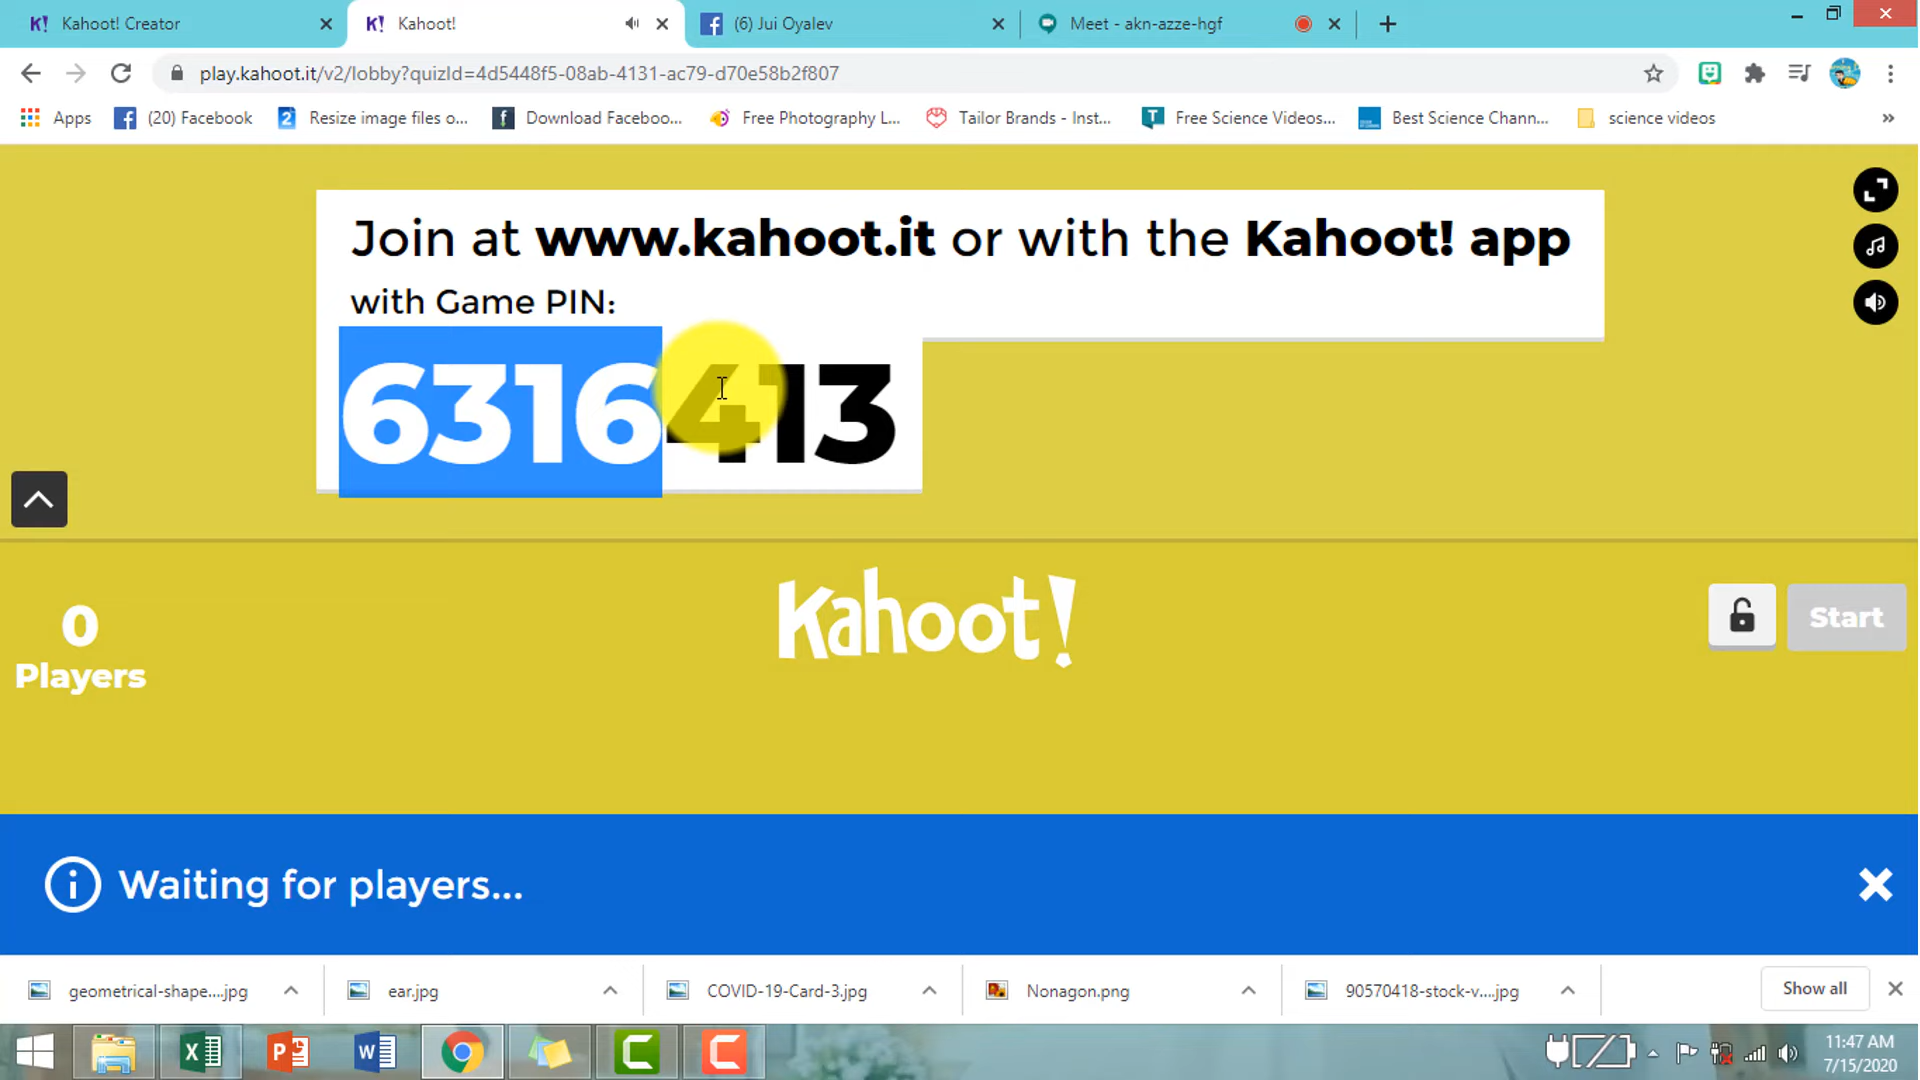 Kahoot! Creator
Kahoot!
(6) Jui Oyalev
Meet - akn-azze-hgf
play.kahoot.it/v2/lobby?quizId=4d5448f5-08ab-4131-ac79-d70e58b2f807
Apps
(20) Facebook
Resize image files o...
Download Faceboo...
Free Photography L...
Tailor Brands - Inst...
Free Science Videos...
Best Science Chann...
science videos
Join at www.kahoot.it or with the Kahoot! app
with Game PIN:
6316413
0
Players
Kahoot!
Start
Waiting for players...
geometrical-shape....jpg
ear.jpg
COVID-19-Card-3.jpg
Nonagon.png
90570418-stock-v....jpg
Show all
11:47 AM
7/15/2020